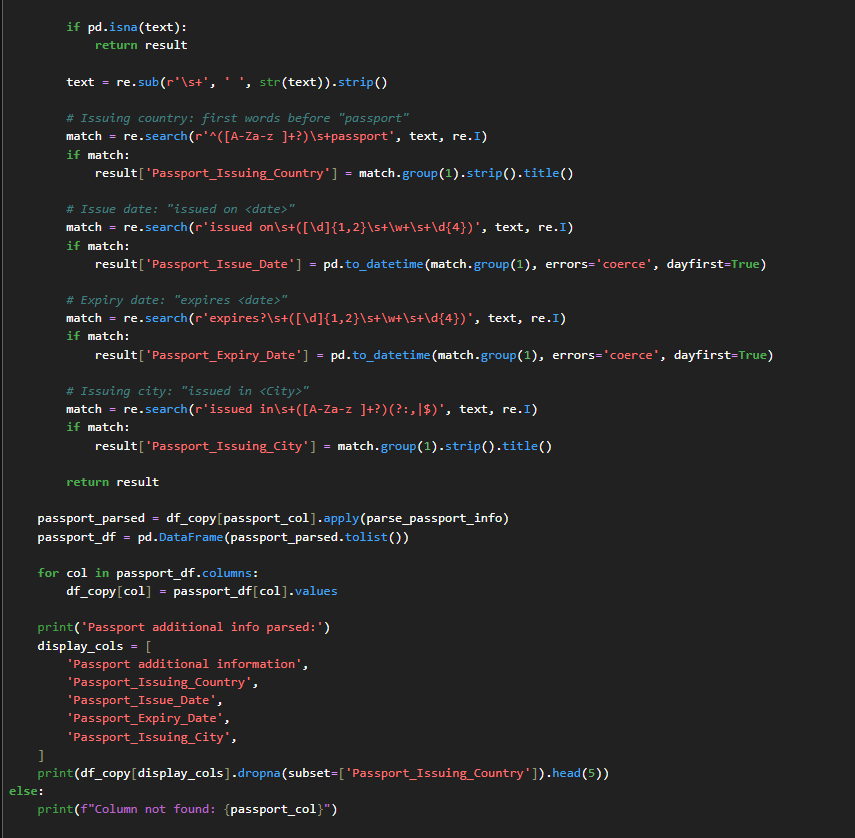 if pd.isna(text):
return result
text = re.sub(r'\s+', ' ', str(text)).strip()
# Issuing country: first words before "passport"
match = re.search(r'^([A-Za-z ]+?)\s+passport', text, re.I)
if match:
result['Passport_Issuing_Country'] = match.group(1).strip().title()
# Issue date: "issued on <date>"
match = re.search(r'issued on\s+([\d]{1,2}\s+\w+\s+\d{4})', text, re.I)
if match:
result['Passport_Issue_Date'] = pd.to_datetime(match.group(1), errors='coerce', dayfirst=True)
# Expiry date: "expires <date>"
match = re.search(r'expires?\s+([\d]{1,2}\s+\w+\s+\d{4})', text, re.I)
if match:
result['Passport_Expiry_Date'] = pd.to_datetime(match.group(1), errors='coerce', dayfirst=True)
# Issuing city: "issued in <City>"
match = re.search(r'issued in\s+([A-Za-z ]+?)(?:,|$)', text, re.I)
if match:
result['Passport_Issuing_City'] = match.group(1).strip().title()
return result
passport_parsed = df_copy[passport_col].apply(parse_passport_info)
passport_df = pd.DataFrame(passport_parsed.tolist())
for col in passport_df.columns:
df_copy[col] = passport_df[col].values
print('Passport additional info parsed:')
display_cols = [
'Passport additional information',
'Passport_Issuing_Country',
'Passport_Issue_Date',
'Passport_Expiry_Date',
'Passport_Issuing_City',
]
print(df_copy[display_cols].dropna(subset=['Passport_Issuing_Country']).head(5))
else:
print(f"Column not found: {passport_col}")